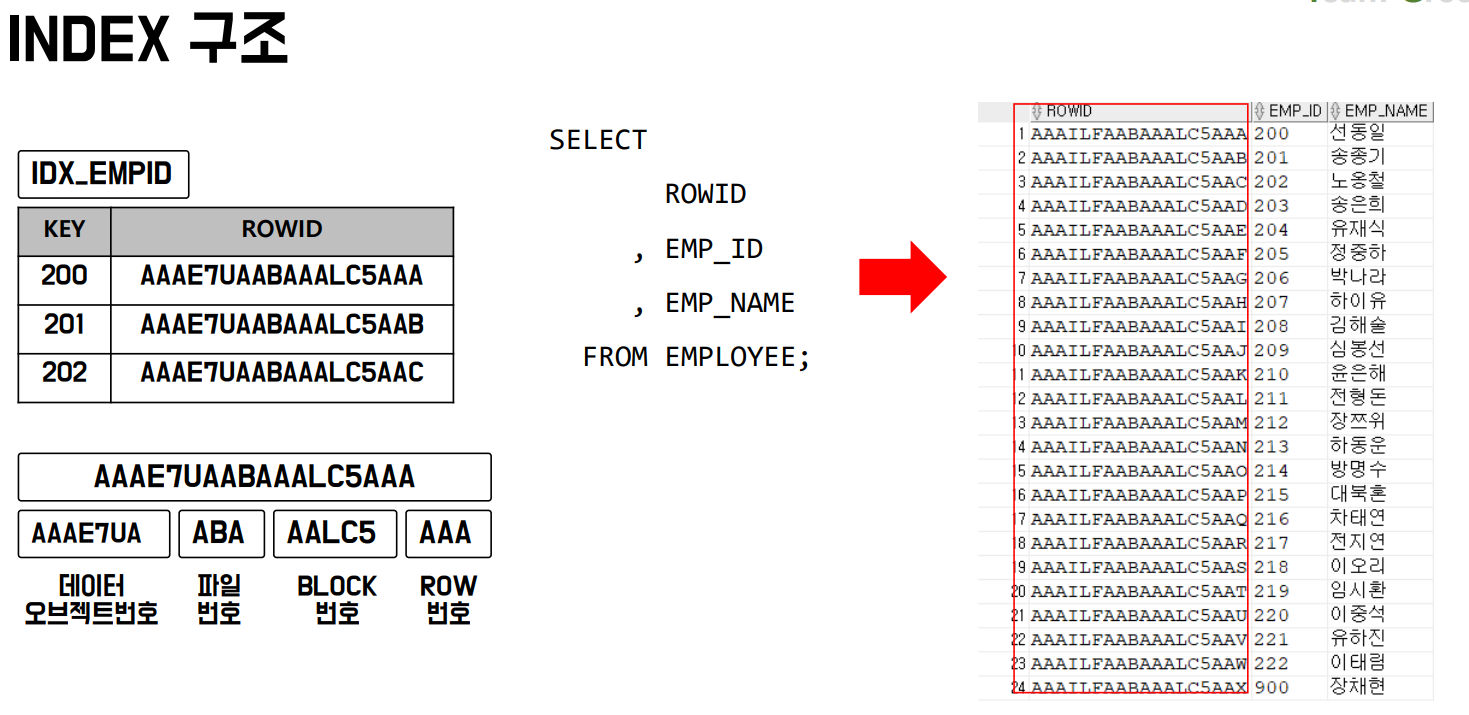 INDEX 구조
IDX_EMPID
KEY ROWID
200 AAAE7UAABAAALC5AAA
201 AAAE7UAABAAALC5AAB
202 AAAE7UAABAAALC5AAC
AAAE7UAABAAALC5AAA
AAAE7UA ABA AALC5 AAA
데이터 파일 BLOCK ROW
오브젝트번호 번호 번호 번호
SELECT
ROWID
, EMP_ID
, EMP_NAME
FROM EMPLOYEE;
ROWID EMP_ID EMP_NAME
1 AAAILFAABAAALC5AAA 200 선동일
2 AAAILFAABAAALC5AAB 201 송종기
3 AAAILFAABAAALC5AAC 202 노옹철
4 AAAILFAABAAALC5AAD 203 송은희
5 AAAILFAABAAALC5AAE 204 유재식
6 AAAILFAABAAALC5AAF 205 정중하
7 AAAILFAABAAALC5AAG 206 박나라
8 AAAILFAABAAALC5AAH 207 하이유
9 AAAILFAABAAALC5AAI 208 김해술
10 AAAILFAABAAALC5AAJ 209 심봉선
11 AAAILFAABAAALC5AAK 210 윤은해
12 AAAILFAABAAALC5AAL 211 전형돈
13 AAAILFAABAAALC5AAM 212 장쯔위
14 AAAILFAABAAALC5AAN 213 하동운
15 AAAILFAABAAALC5AAO 214 방명수
16 AAAILFAABAAALC5AAP 215 대북혼
17 AAAILFAABAAALC5AAQ 216 차태연
18 AAAILFAABAAALC5AAR 217 전지연
19 AAAILFAABAAALC5AAS 218 이오리
20 AAAILFAABAAALC5AAT 219 임시환
21 AAAILFAABAAALC5AAU 220 이중석
22 AAAILFAABAAALC5AAV 221 유하진
23 AAAILFAABAAALC5AAW 222 이태림
24 AAAILFAABAAALC5AAX 900 장채현